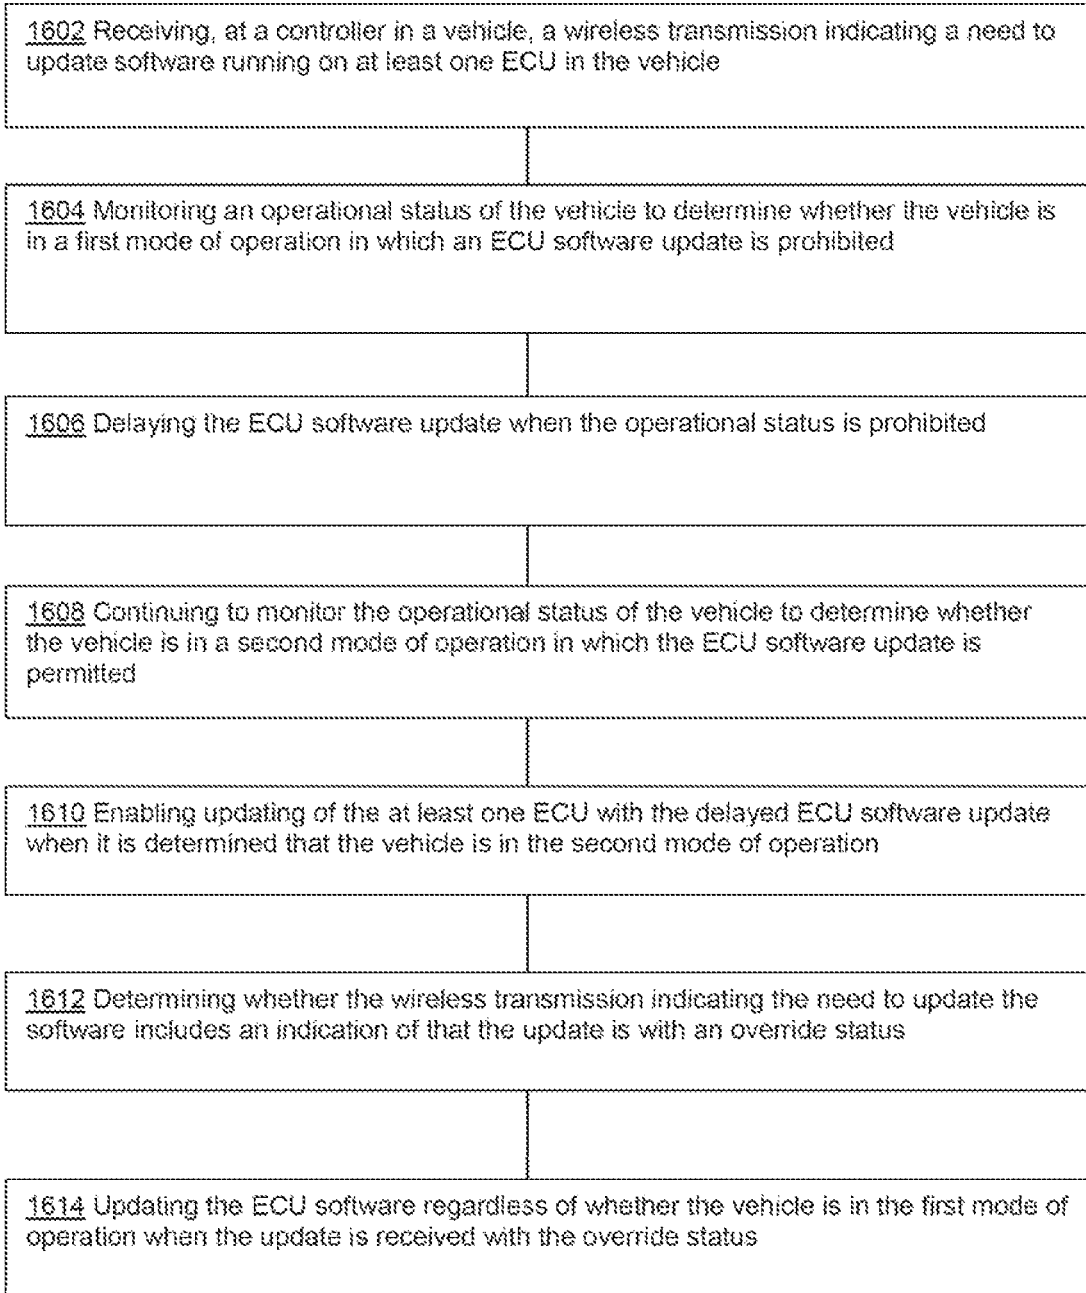 1602 Receiving, at a controller in a vehicle, a wireless transmission indicating a need to
update software running on at least one ECU in the vehicle
1604 Monitoring an operational status of the vehicle to determine whether the vehicle is
in a first mode of operation in which an ECU software update is prohibited
1606 Delaying the ECU software update when the operational status is prohibited
1608 Continuing to monitor the operational status of the vehicle to determine whether
the vehicle is in a second mode of operation in which the ECU software update is
permitted
1610 Enabling updating of the at least one ECU with the delayed ECU software update
when it is determined that the vehicle is in the second mode of operation
1612 Determining whether the wireless transmission indicating the need to update the
software includes an indication of that the update is with an override status
1614 Updating the ECU software regardless of whether the vehicle is in the first mode of
operation when the update is received with the override status